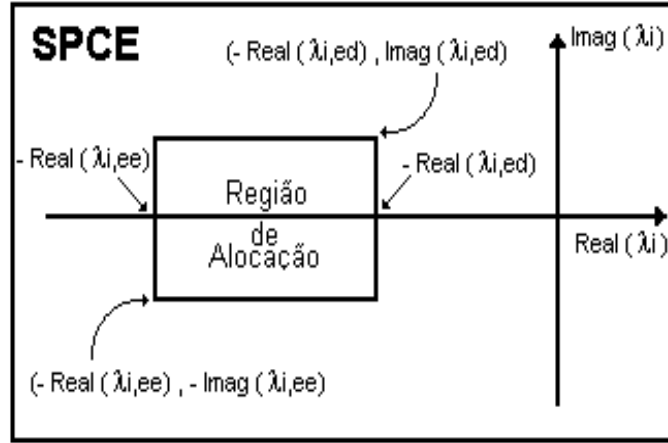 SPCE
(- Real (λi,ed) , Imag (λi,ed)
Imag (λi)
- Real (λi,ee)
- Real (λi,ed)
Região
de
Alocação
Real (λi)
(- Real (λi,ee) , - Imag (λi,ee)